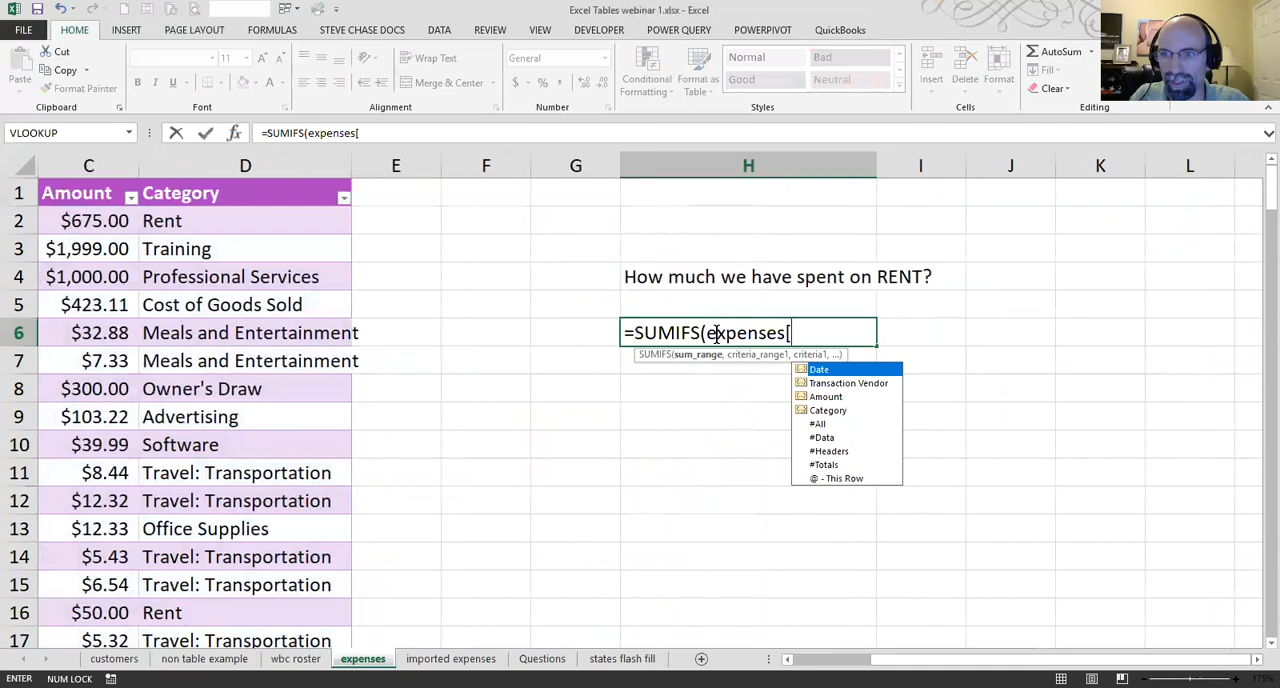 Excel Tables webinar 1.xlsx - Excel
FILE HOME INSERT PAGE LAYOUT FORMULAS STEVE CHASE DOCS DATA REVIEW VIEW DEVELOPER POWER QUERY POWERPIVOT QuickBooks
Paste
Cut
Copy
Format Painter
Clipboard
11
B I U
Font
Wrap Text
Merge & Center
Alignment
General
$ % ,
Number
Conditional Formatting
Format as Table
Normal Bad
Good Neutral
Styles
Insert Delete Format
Cells
AutoSum
Fill
Clear
Editing
VLOOKUP fx =SUMIFS(expenses[
C D E F G H I J K L
1 Amount Category
2 $675.00 Rent
3 $1,999.00 Training
4 $1,000.00 Professional Services How much we have spent on RENT?
5 $423.11 Cost of Goods Sold
6 $32.88 Meals and Entertainment =SUMIFS(expenses[
SUMIFS(sum_range, criteria_range1, criteria1, ...)
7 $7.33 Meals and Entertainment
8 $300.00 Owner's Draw
9 $103.22 Advertising
10 $39.99 Software
11 $8.44 Travel: Transportation
12 $12.32 Travel: Transportation
13 $12.33 Office Supplies
14 $5.43 Travel: Transportation
15 $6.54 Travel: Transportation
16 $50.00 Rent
17 $5.32 Travel: Transportation
Date
Transaction Vendor
Amount
Category
#All
#Data
#Headers
#Totals
@ - This Row
customers non table example wbc roster expenses imported expenses Questions states flash fill
ENTER NUM LOCK 175%